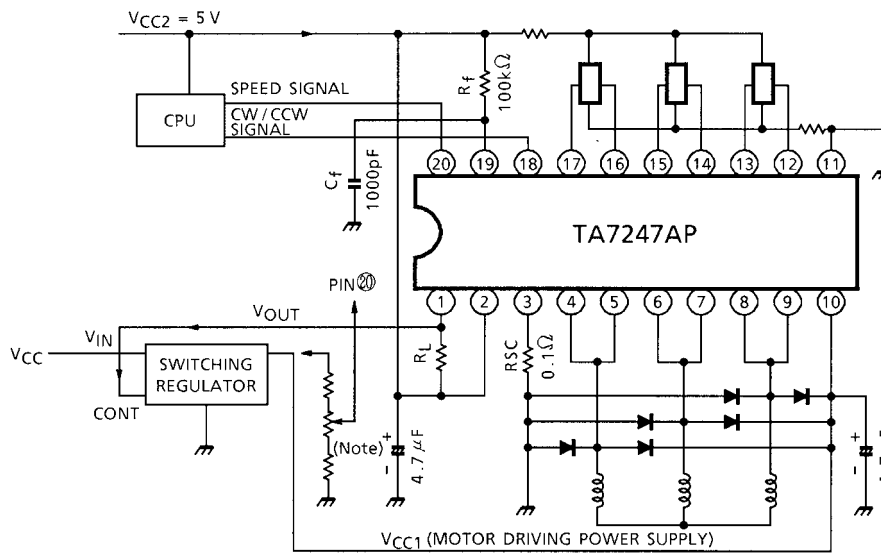 VCC2 = 5 V
SPEED SIGNAL
CPU
CW / CCW
SIGNAL
Rf
100kΩ
Cf
1000pF
20 19 18 17 16 15 14 13 12 11
TA7247AP
1 2 3 4 5 6 7 8 9 10
PIN⑳
VOUT
VIN
VCC
SWITCHING
REGULATOR
CONT
RL
RSC
0.1Ω
(Note)
+
-
4.7μF
+
-
VCC1 (MOTOR DRIVING POWER SUPPLY)